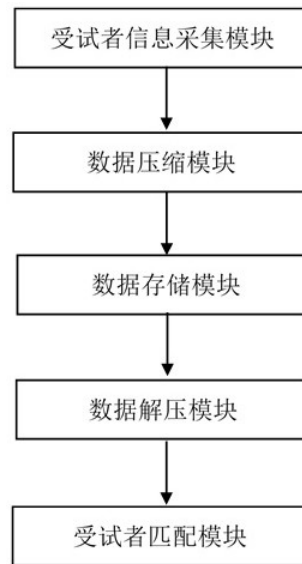 受试者信息采集模块
数据压缩模块
数据存储模块
数据解压模块
受试者匹配模块